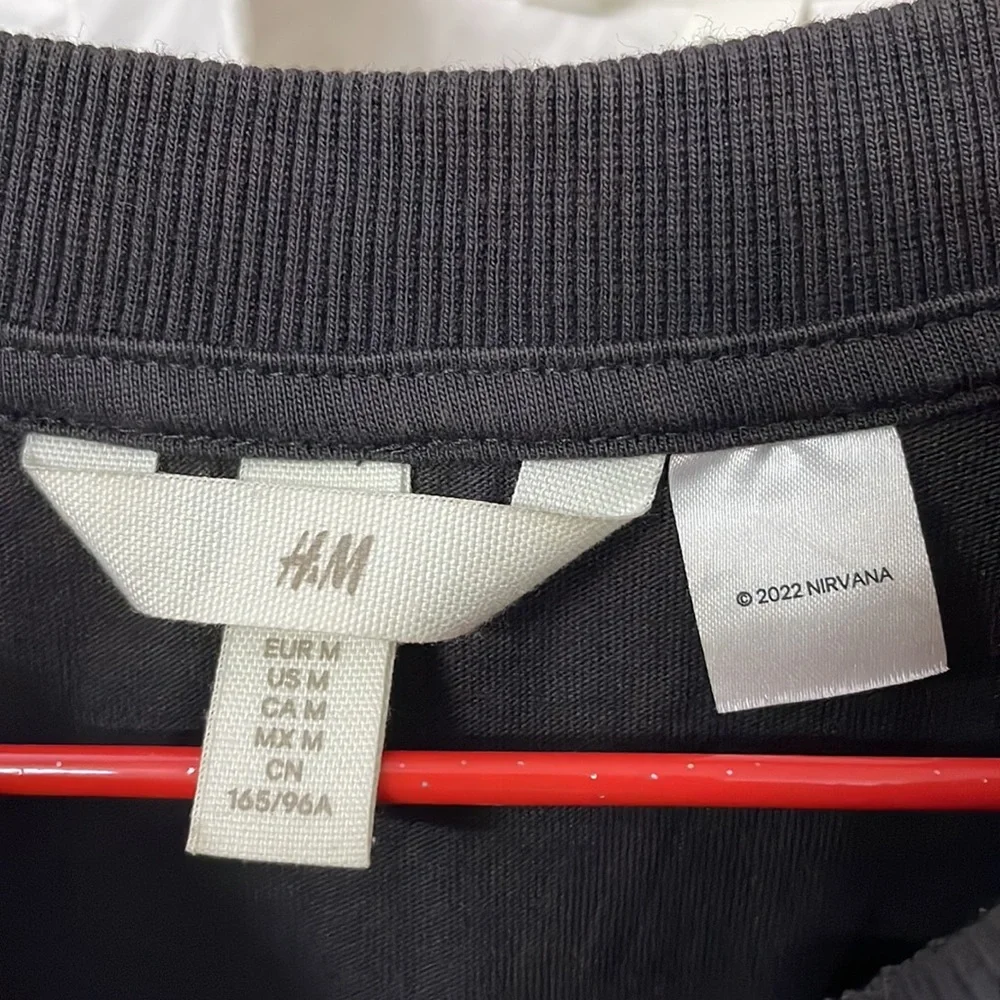 H&M
EUR M
US M
CA M
MX M
CN
165/96A
© 2022 NIRVANA